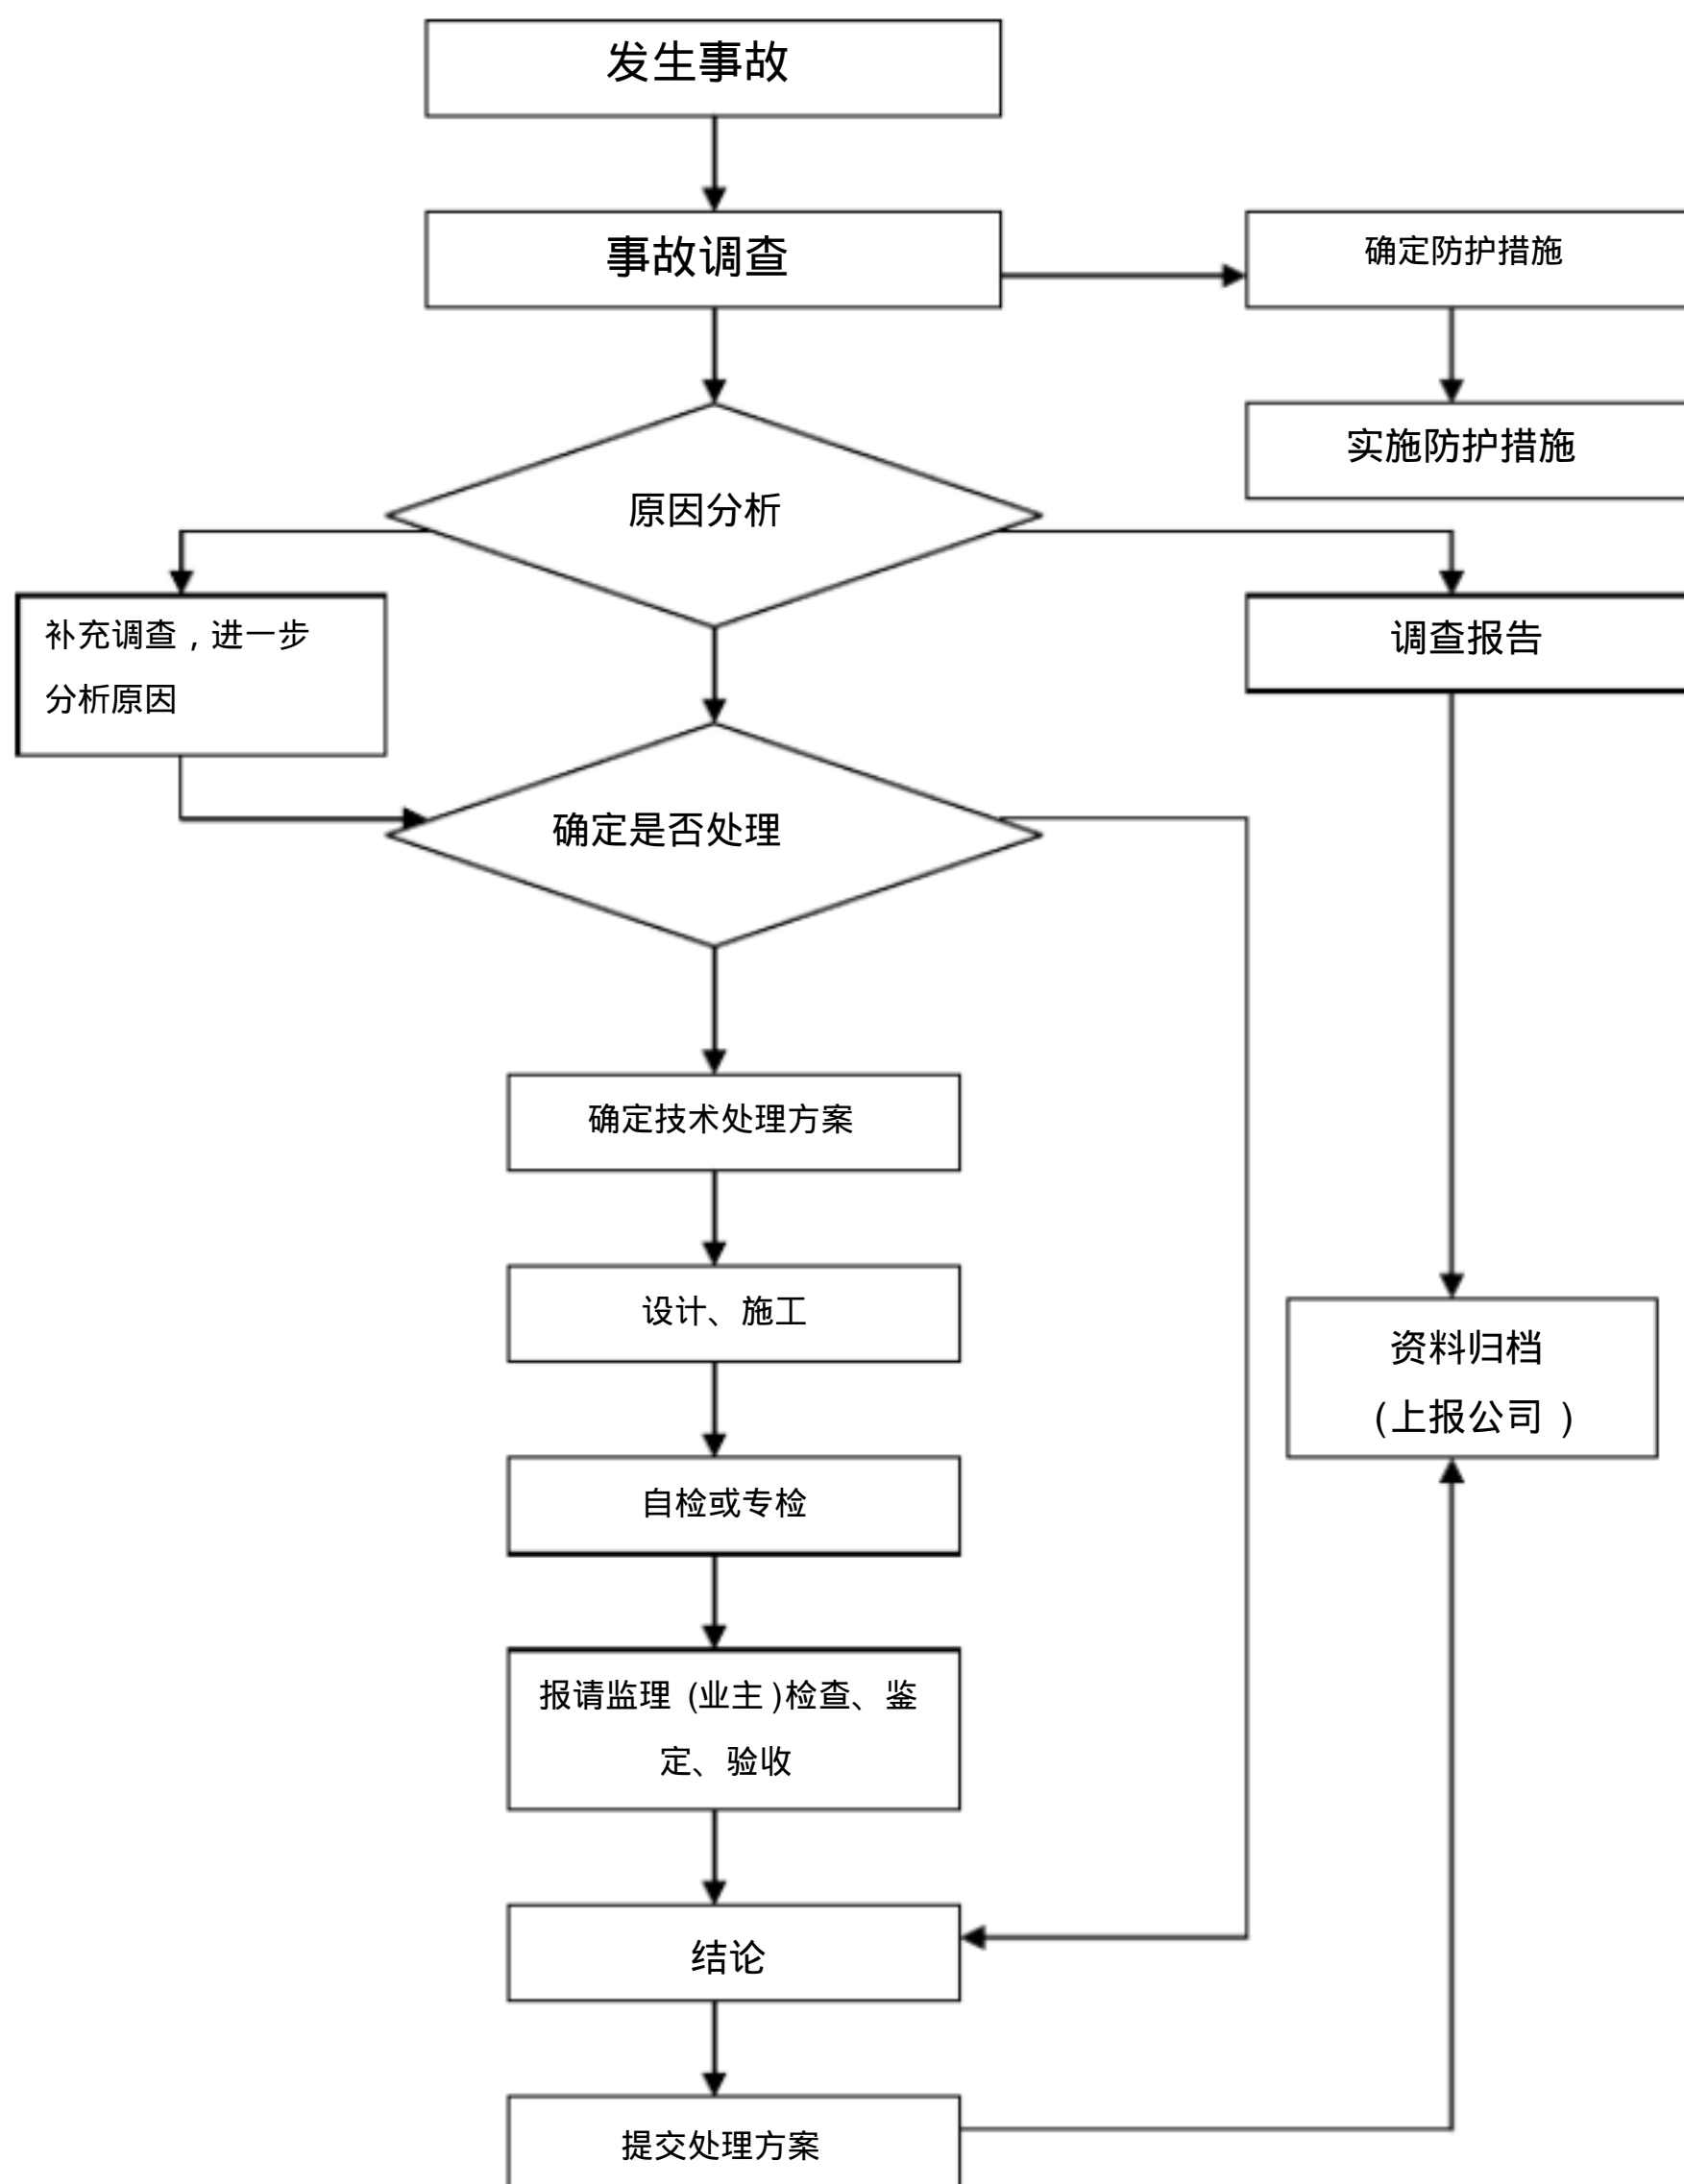 发生事故
事故调查
确定防护措施
实施防护措施
原因分析
补充调查，进一步
分析原因
调查报告
确定是否处理
确定技术处理方案
设计、施工
资料归档
(上报公司 )
自检或专检
报请监理 (业主)检查、鉴
定、验收
结论
提交处理方案